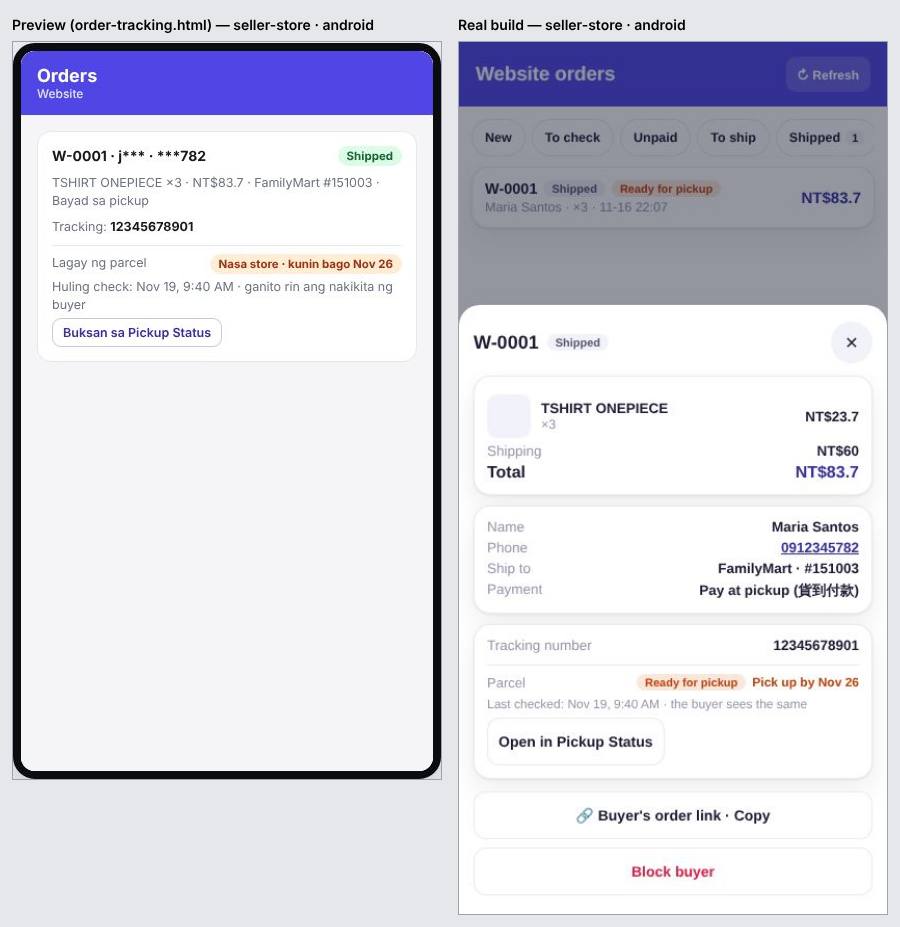 Preview (order-tracking.html) — seller-store · android
Orders
Website
W-0001 · j*** · ***782
Shipped
TSHIRT ONEPIECE ×3 · NT$83.7 · FamilyMart #151003 ·
Bayad sa pickup
Tracking: 12345678901
Lagay ng parcel
Nasa store · kunin bago Nov 26
Huling check: Nov 19, 9:40 AM · ganito rin ang nakikita ng
buyer
Buksan sa Pickup Status
Real build — seller-store · android
Website orders
↻ Refresh
New
To check
Unpaid
To ship
Shipped 1
W-0001 Shipped Ready for pickup
NT$83.7
Maria Santos · ×3 · 11-16 22:07
W-0001 Shipped
✕
TSHIRT ONEPIECE
×3
NT$23.7
Shipping NT$60
Total NT$83.7
Name Maria Santos
Phone 0912345782
Ship to FamilyMart · #151003
Payment Pay at pickup (貨到付款)
Tracking number 12345678901
Parcel Ready for pickup Pick up by Nov 26
Last checked: Nov 19, 9:40 AM · the buyer sees the same
Open in Pickup Status
🔗 Buyer's order link · Copy
Block buyer